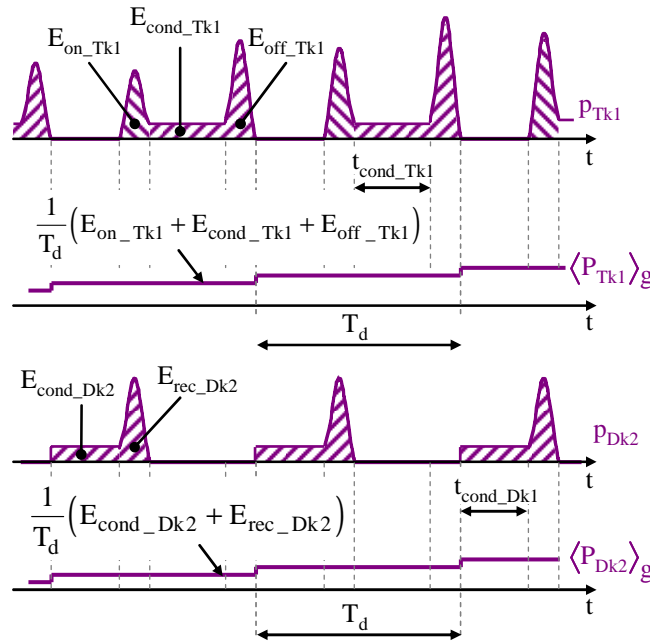 E_cond_Tk1
E_on_Tk1 E_off_Tk1
p_Tk1
t
t_cond_Tk1
1/T_d (E_on_Tk1 + E_cond_Tk1 + E_off_Tk1)
⟨P_Tk1⟩_g
t
T_d
E_cond_Dk2 E_rec_Dk2
p_Dk2
t
t_cond_Dk1
1/T_d (E_cond_Dk2 + E_rec_Dk2)
⟨P_Dk2⟩_g
t
T_d